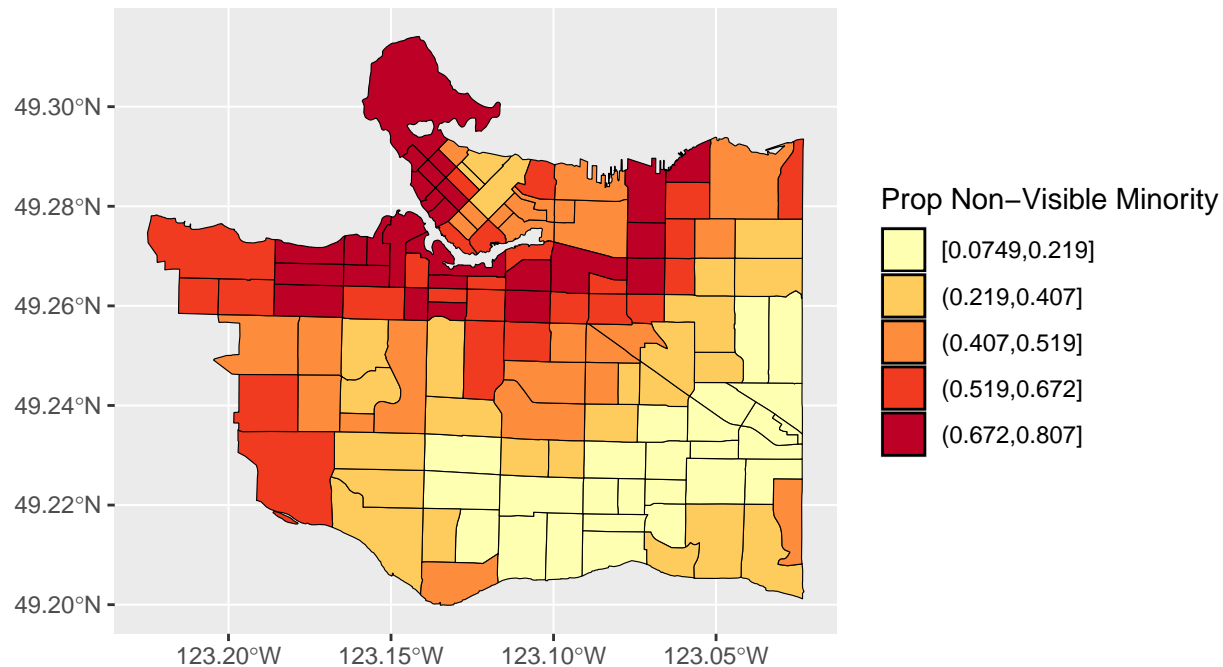 49.30°N
49.28°N
49.26°N
49.24°N
49.22°N
49.20°N
123.20°W
123.15°W
123.10°W
123.05°W
Prop Non−Visible Minority
[0.0749,0.219]
(0.219,0.407]
(0.407,0.519]
(0.519,0.672]
(0.672,0.807]